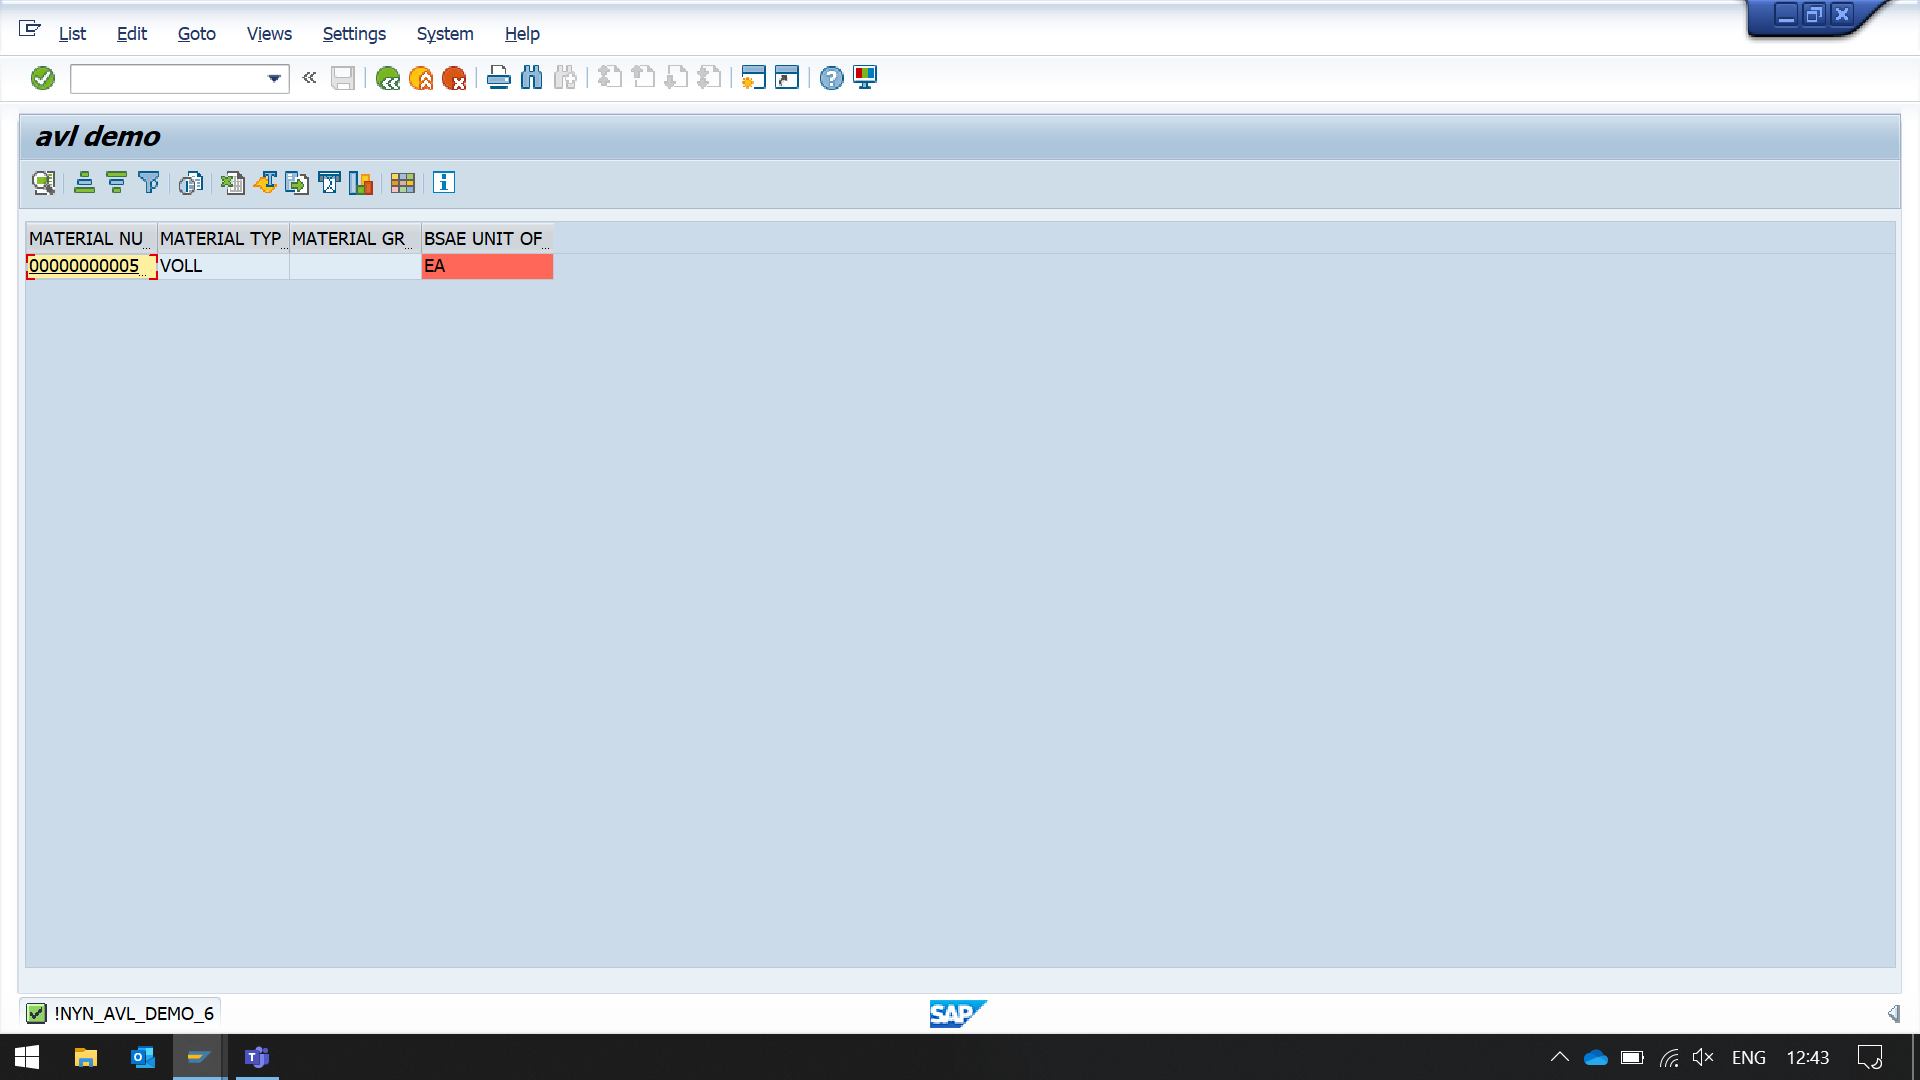 List Edit Goto Views Settings System Help
avl demo
MATERIAL NU... MATERIAL TYP... MATERIAL GR... BSAE UNIT OF...
00000000005... VOLL EA
!NYN_AVL_DEMO_6
SAP
ENG 12:43